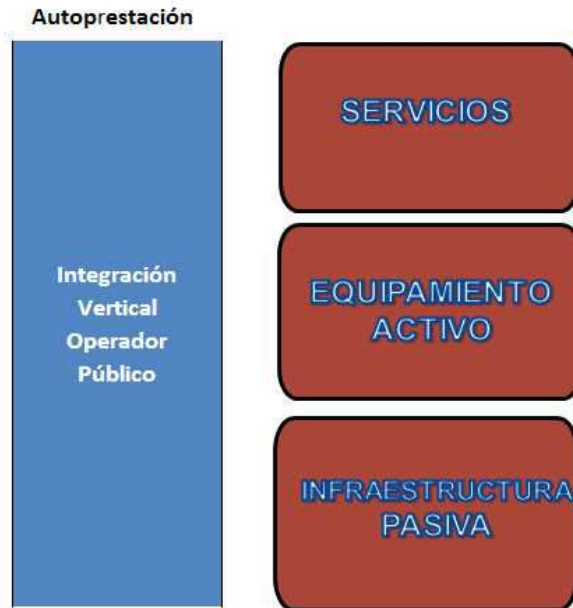 Autoprestación
SERVICIOS
Integración
Vertical
Operador
Público
EQUIPAMIENTO
ACTIVO
INFRAESTRUCTURA
PASIVA